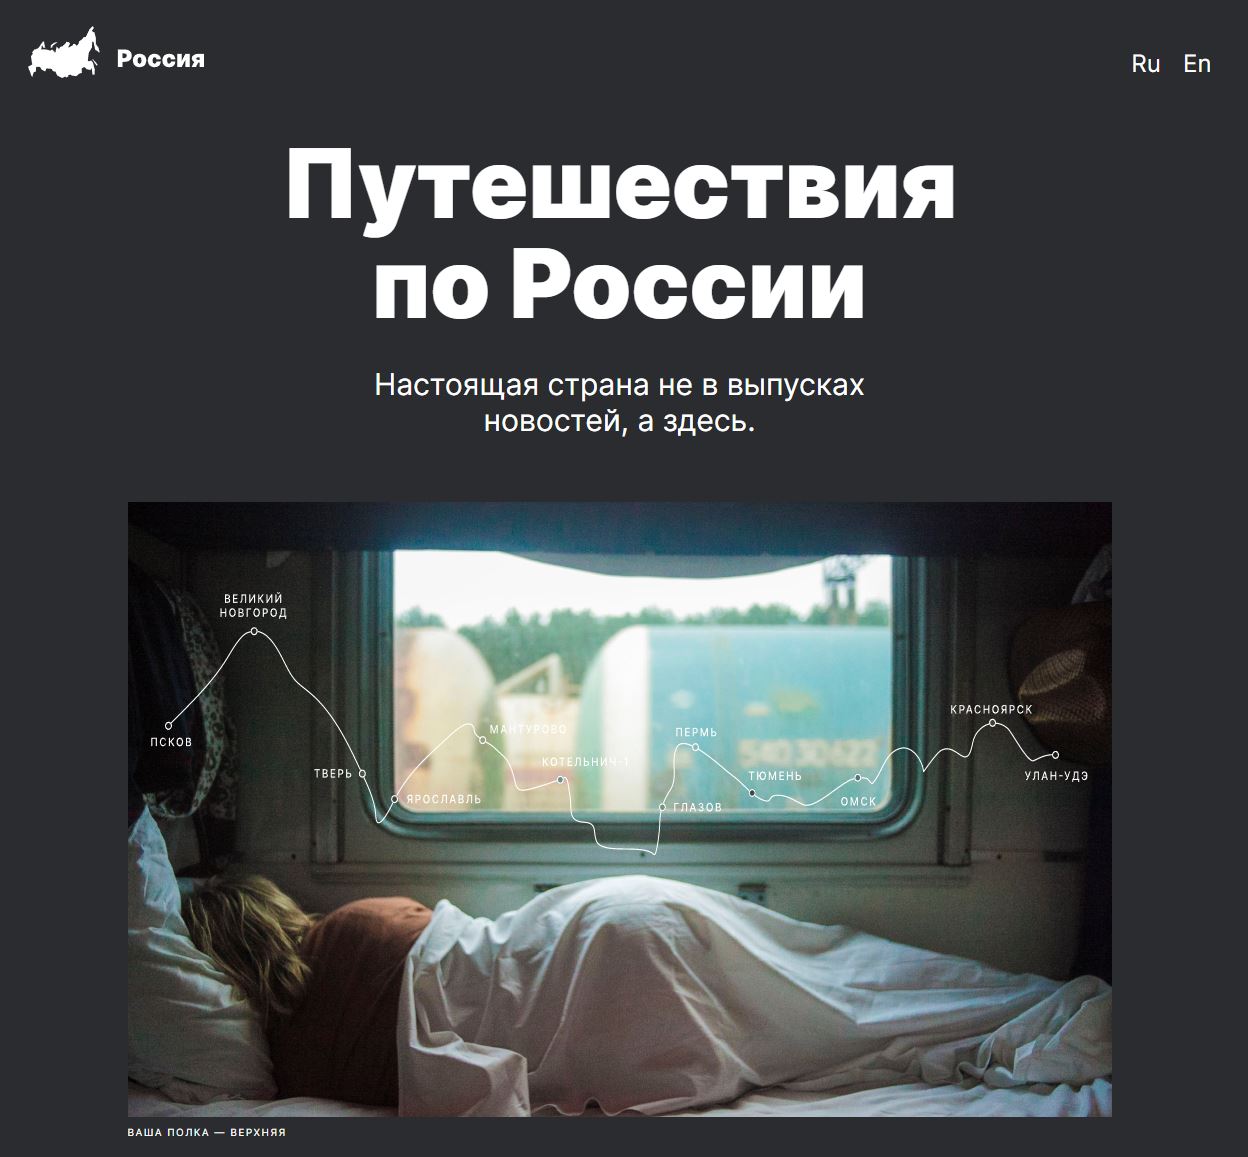 Россия
Ru En
Путешествия
по России
Настоящая страна не в выпусках
новостей, а здесь.
ВЕЛИКИЙ
НОВГОРОД
ПСКОВ
ТВЕРЬ
ЯРОСЛАВЛЬ
МАНТУРОВО
КОТЕЛЬНИЧ-1
ПЕРМЬ
ГЛАЗОВ
ТЮМЕНЬ
ОМСК
КРАСНОЯРСК
УЛАН-УДЭ
54030622
ВАША ПОЛКА — ВЕРХНЯЯ